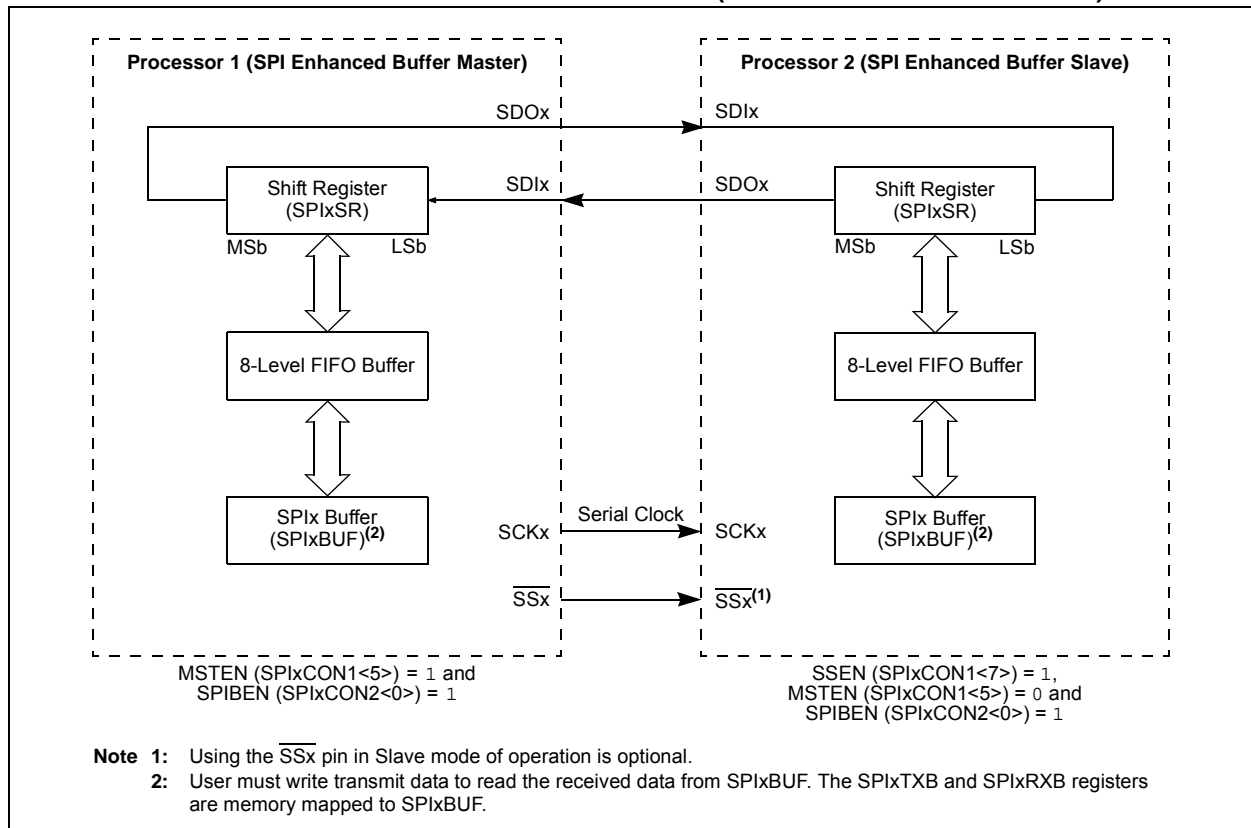 Processor 1 (SPI Enhanced Buffer Master)
Processor 2 (SPI Enhanced Buffer Slave)
SDOx
SDIx
Shift Register
(SPIxSR)
SDIx
SDOx
Shift Register
(SPIxSR)
MSb
LSb
MSb
LSb
8-Level FIFO Buffer
8-Level FIFO Buffer
SPIx Buffer
(SPIxBUF)(2)
SCKx
Serial Clock
SCKx
SPIx Buffer
(SPIxBUF)(2)
SSx
SSx(1)
MSTEN (SPIxCON1<5>) = 1 and
SPIBEN (SPIxCON2<0>) = 1
SSEN (SPIxCON1<7>) = 1,
MSTEN (SPIxCON1<5>) = 0 and
SPIBEN (SPIxCON2<0>) = 1
Note 1: Using the SSx pin in Slave mode of operation is optional.
2: User must write transmit data to read the received data from SPIxBUF. The SPIxTXB and SPIxRXB registers
are memory mapped to SPIxBUF.